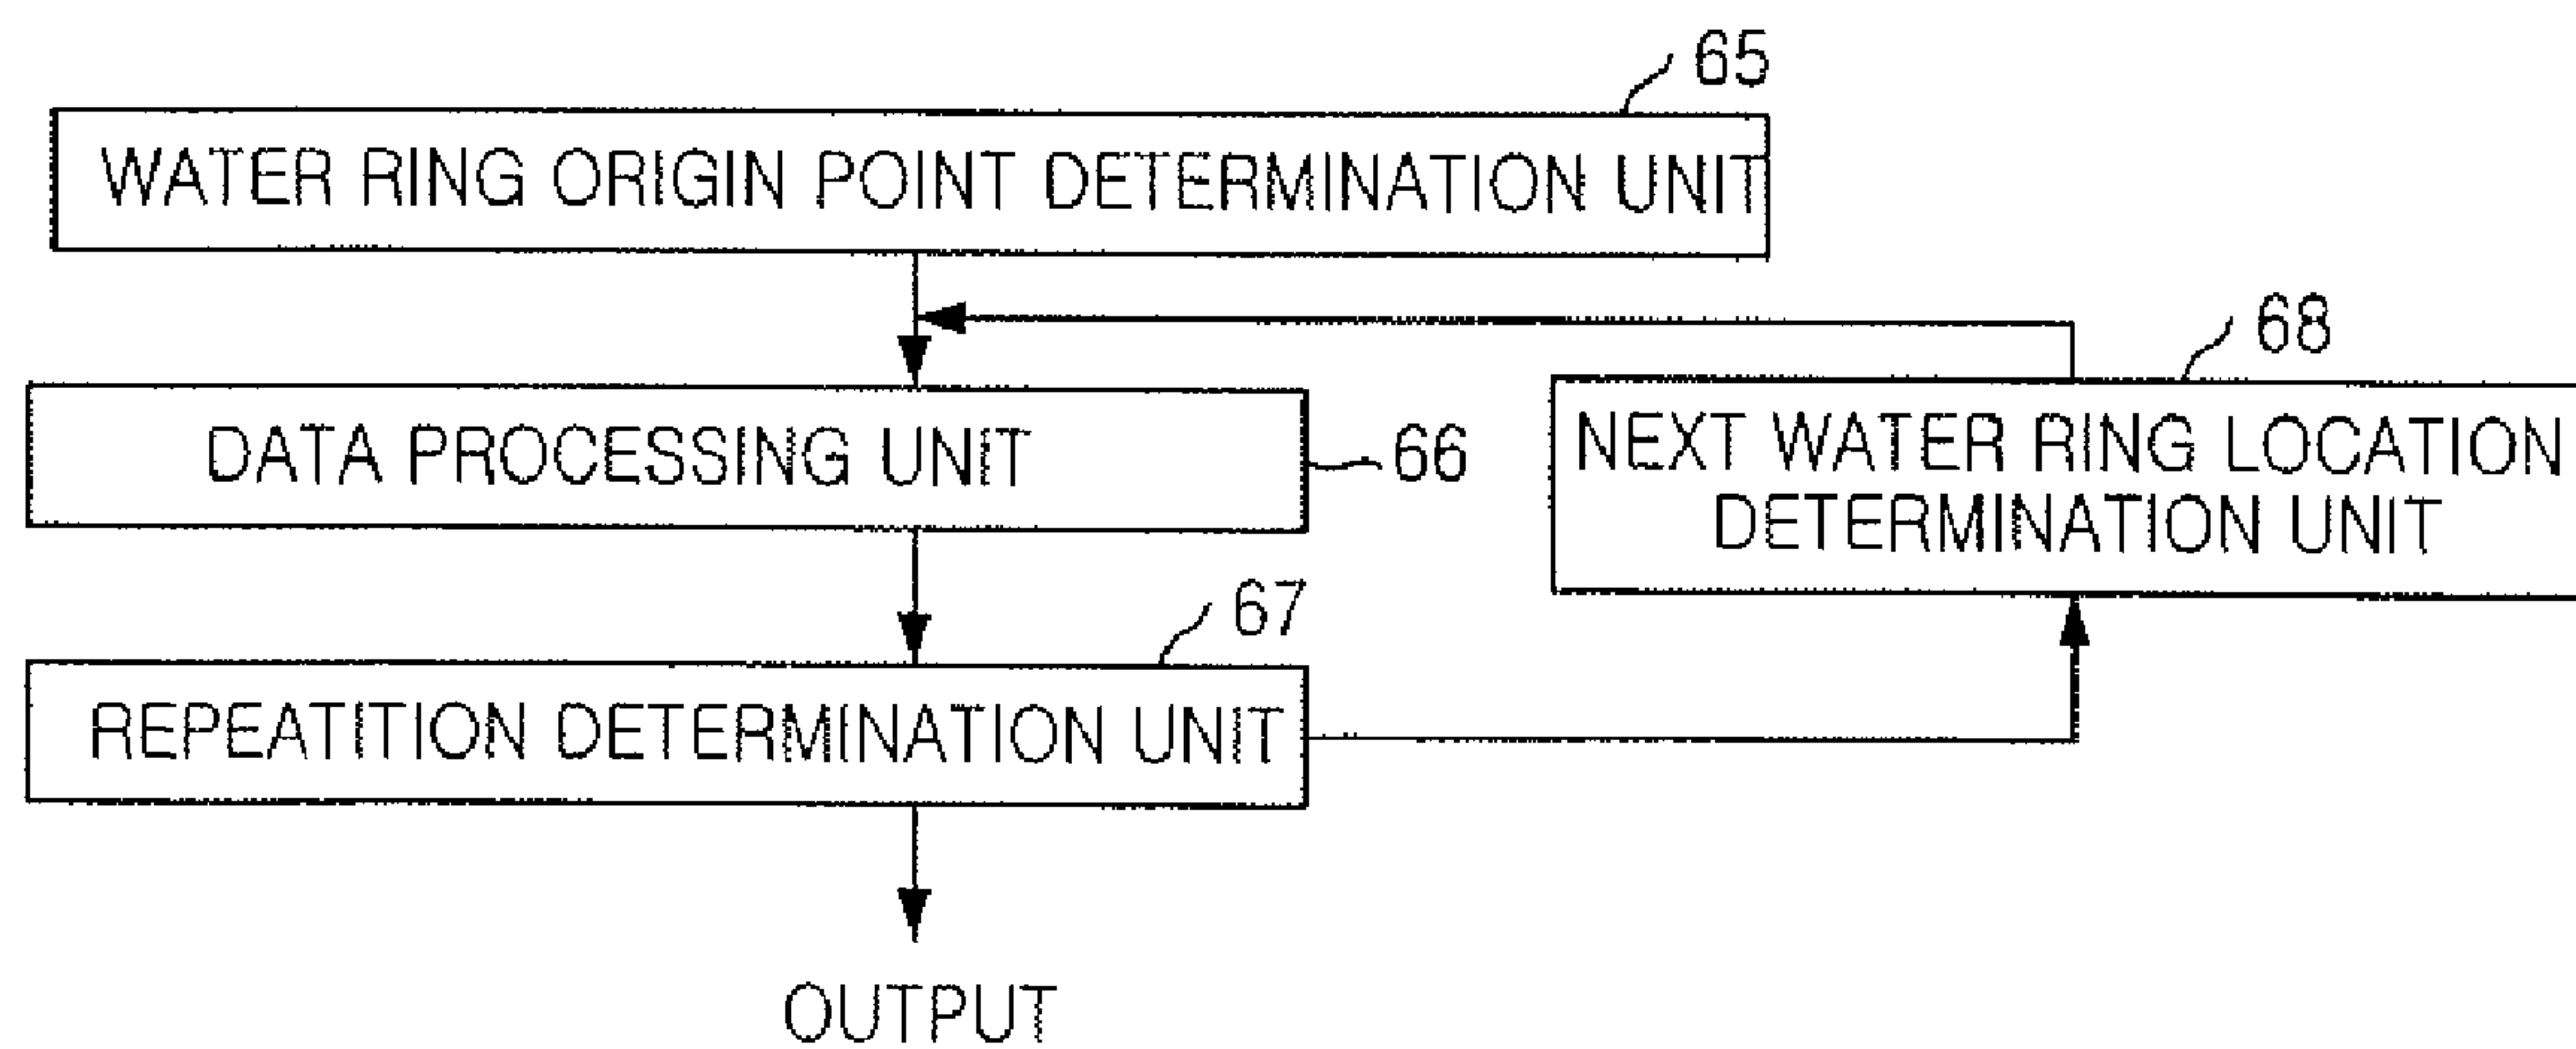 65
WATER RING ORIGIN POINT DETERMINATION UNIT
68
DATA PROCESSING UNIT
66
NEXT WATER RING LOCATION
DETERMINATION UNIT
67
REPEATITION DETERMINATION UNIT
OUTPUT